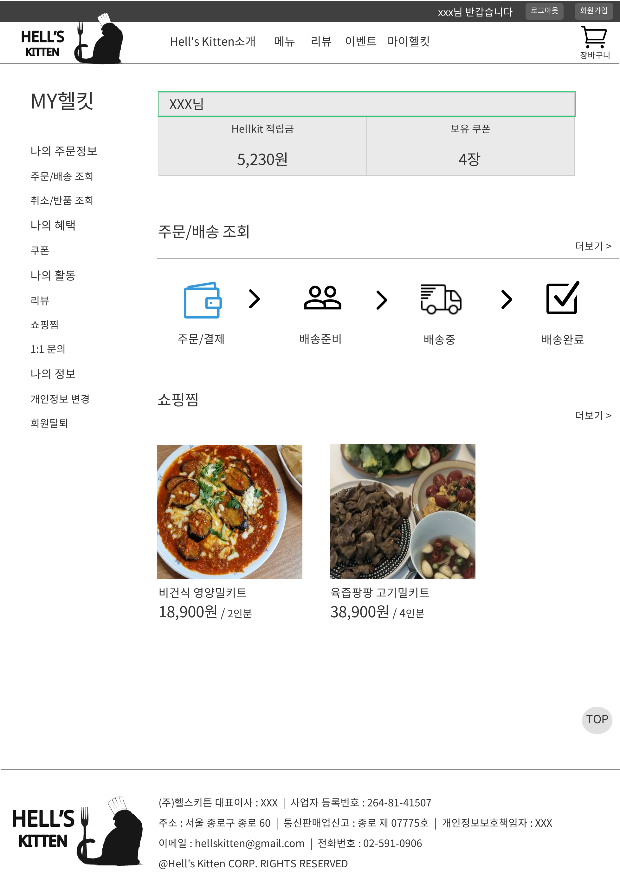 xxx님 반갑습니다 로그아웃 회원가입
HELL'S
KITTEN
Hell's Kitten소개 메뉴 리뷰 이벤트 마이헬킷
장바구니
MY헬킷
나의 주문정보
주문/배송 조회
취소/반품 조회
나의 혜택
쿠폰
나의 활동
리뷰
쇼핑찜
1:1 문의
나의 정보
개인정보 변경
회원탈퇴
XXX님
Hellkit 적립금 보유 쿠폰
5,230원 4장
주문/배송 조회
더보기 >
주문/결제 배송준비 배송중 배송완료
쇼핑찜
더보기 >
비건식 영양밀키트 육즙팡팡 고기밀키트
18,900원 / 2인분 38,900원 / 4인분
TOP
HELL'S
KITTEN
(주)헬스키튼 대표이사 : XXX | 사업자 등록번호 : 264-81-41507
주소 : 서울 종로구 종로 60 | 통신판매업신고 : 종로 제 07775호 | 개인정보보호책임자 : XXX
이메일 : hellskitten@gmail.com | 전화번호 : 02-591-0906
@Hell's Kitten CORP. RIGHTS RESERVED